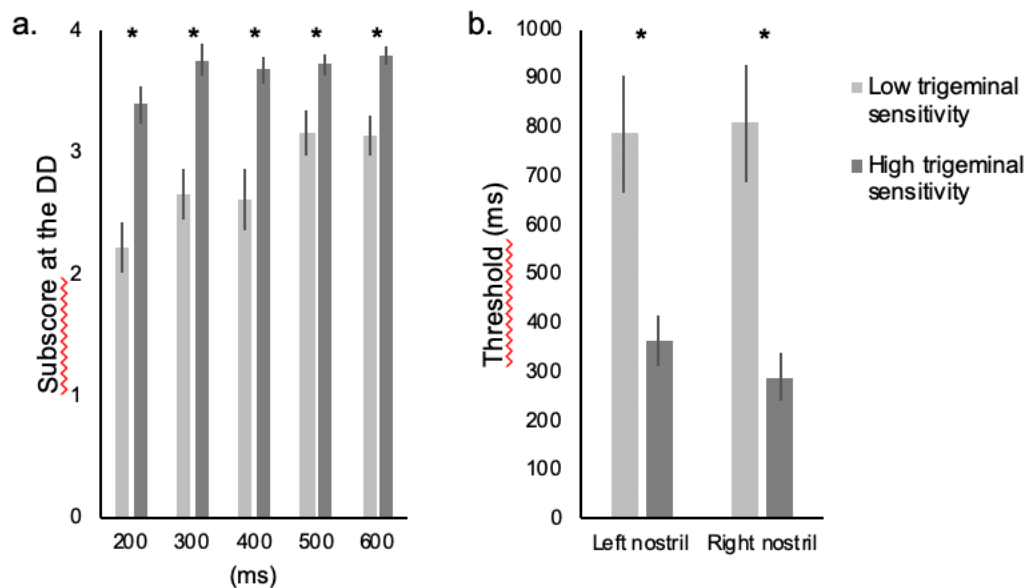 a.
Subscore at the DD
4
3
2
1
0
* * * * *
200 300 400 500 600
(ms)
b.
Threshold (ms)
1000
900
800
700
600
500
400
300
200
100
0
* *
Left nostril Right nostril
Low trigeminal
sensitivity
High trigeminal
sensitivity